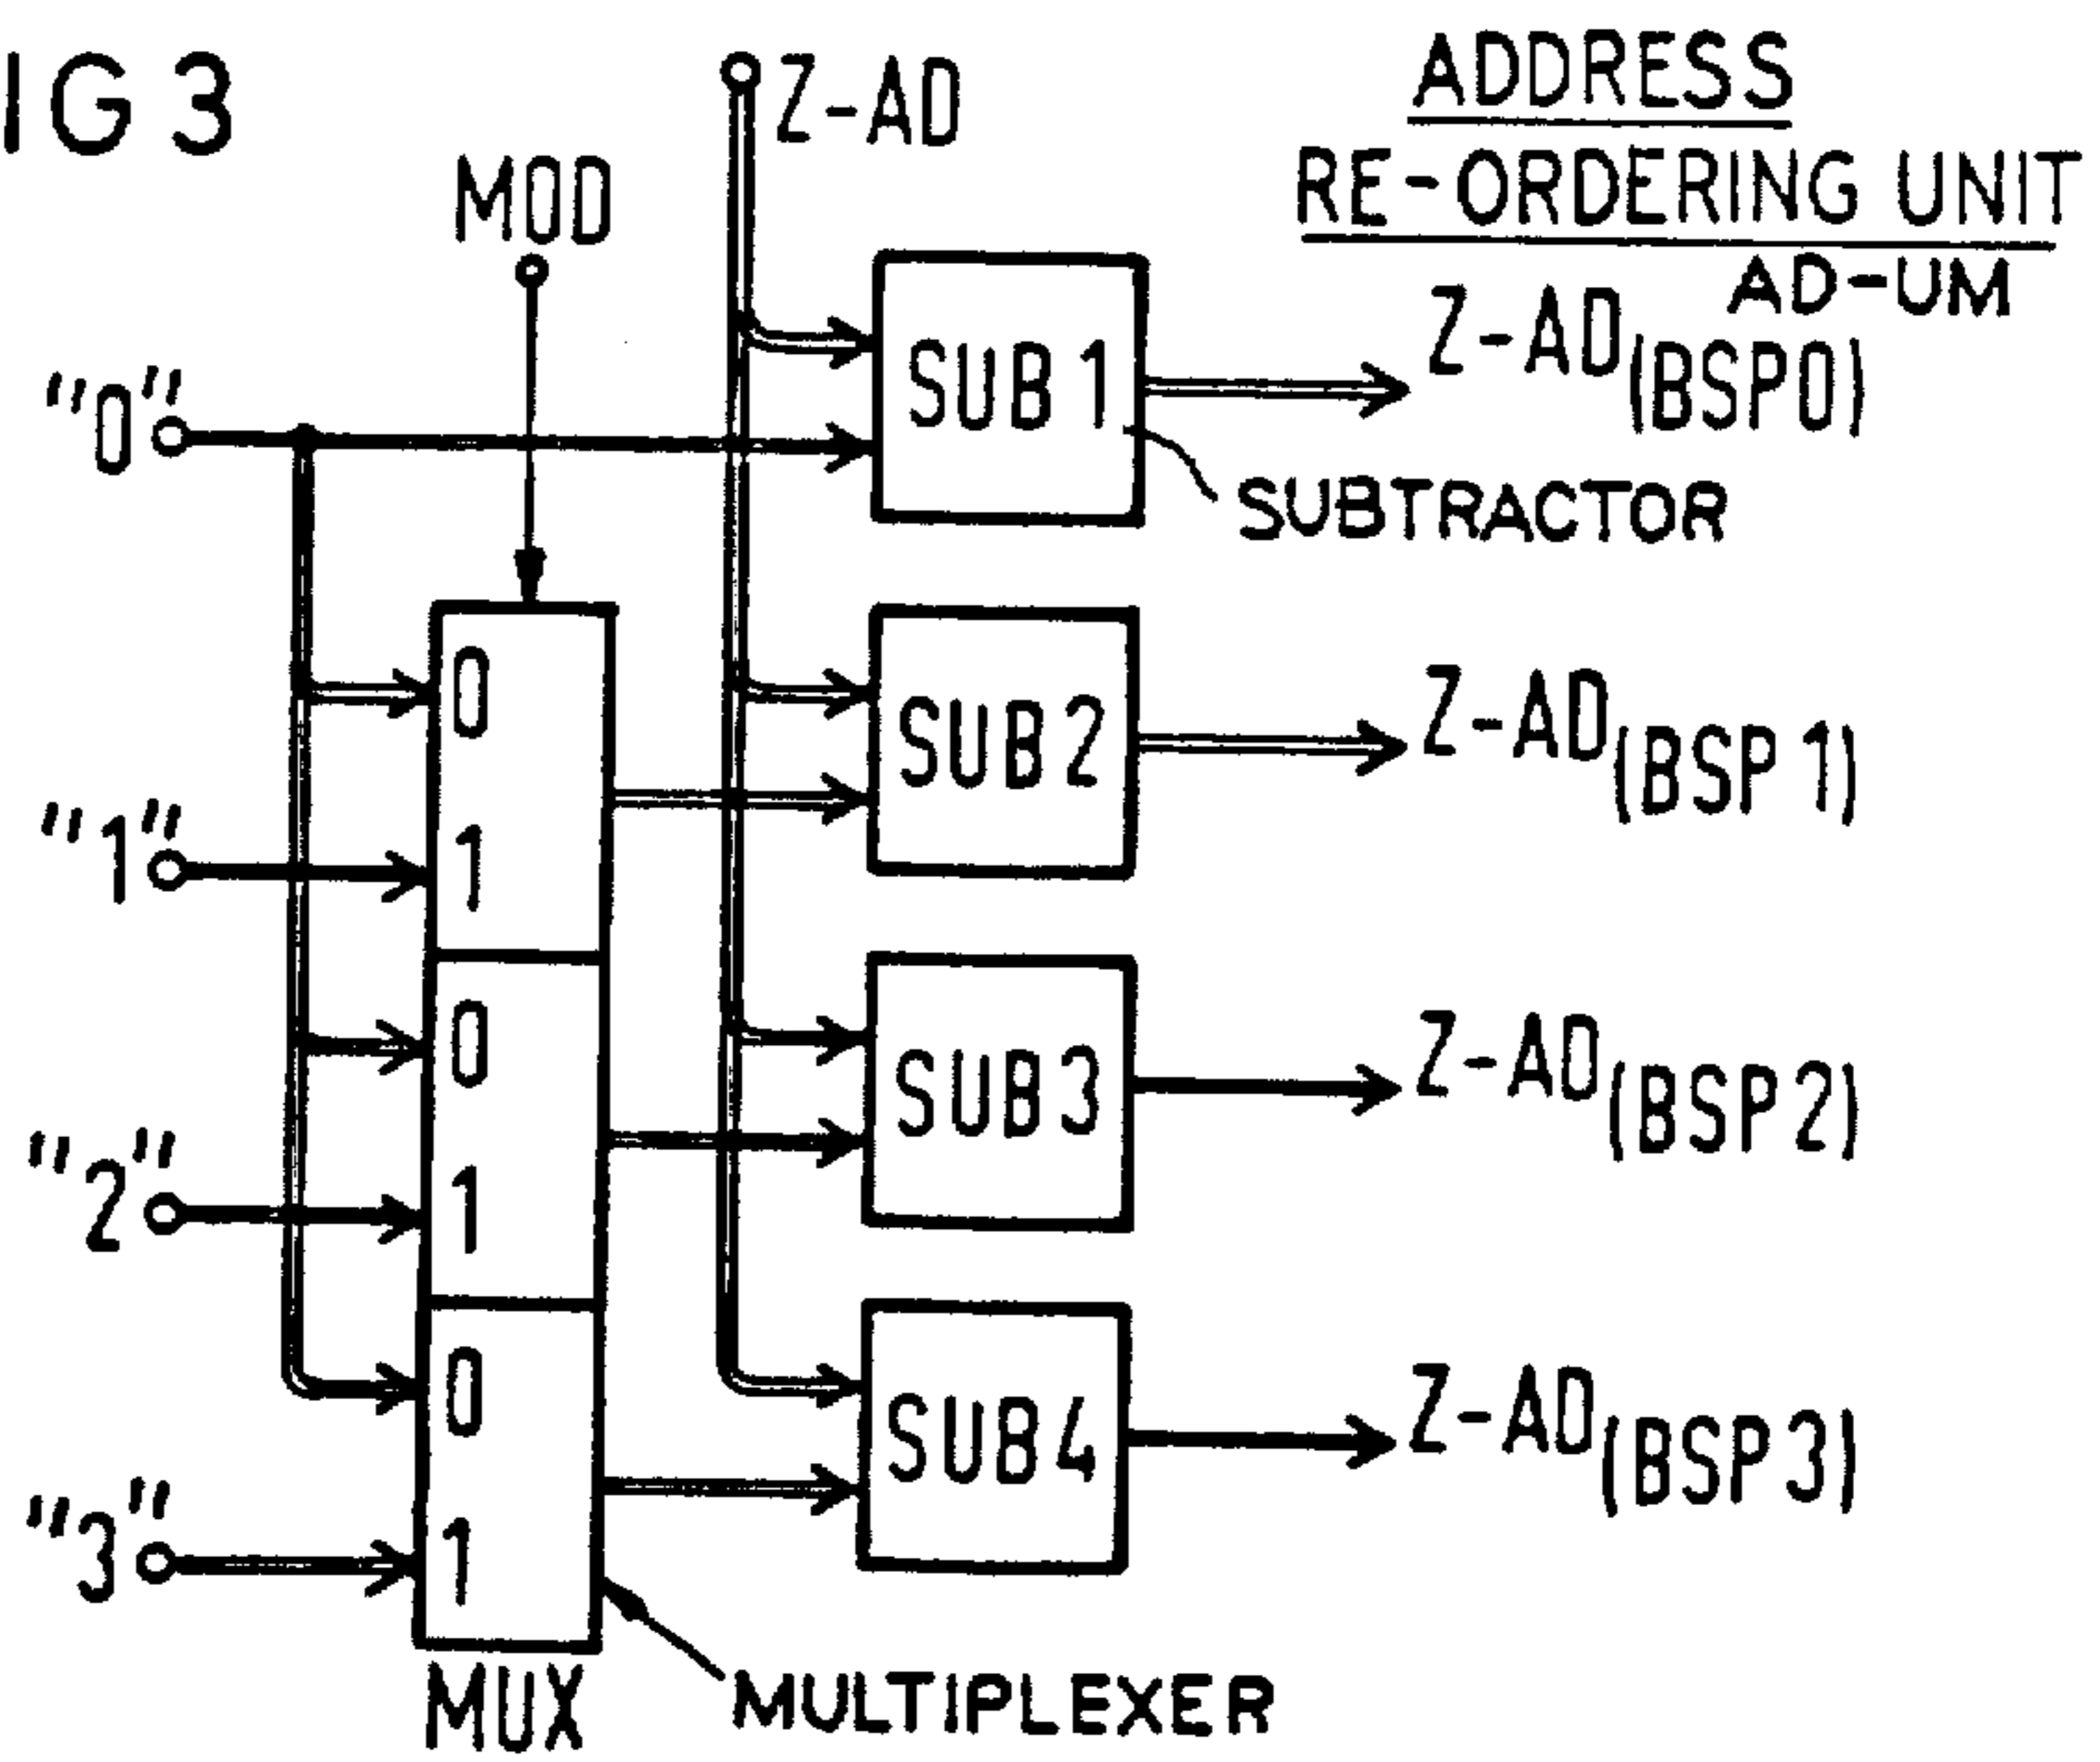 IG 3
Z-AD
ADDRESS
RE-ORDERING UNIT
AD-UM
MOD
"0"
SUB 1
Z-AD(BSP0)
SUBTRACTOR
0
SUB 2
Z-AD(BSP 1)
"1"
1
0
SUB 3
Z-AD(BSP 2)
"2"
1
0
SUB 4
Z-AD(BSP3)
"3"
1
MUX
MULTIPLEXER